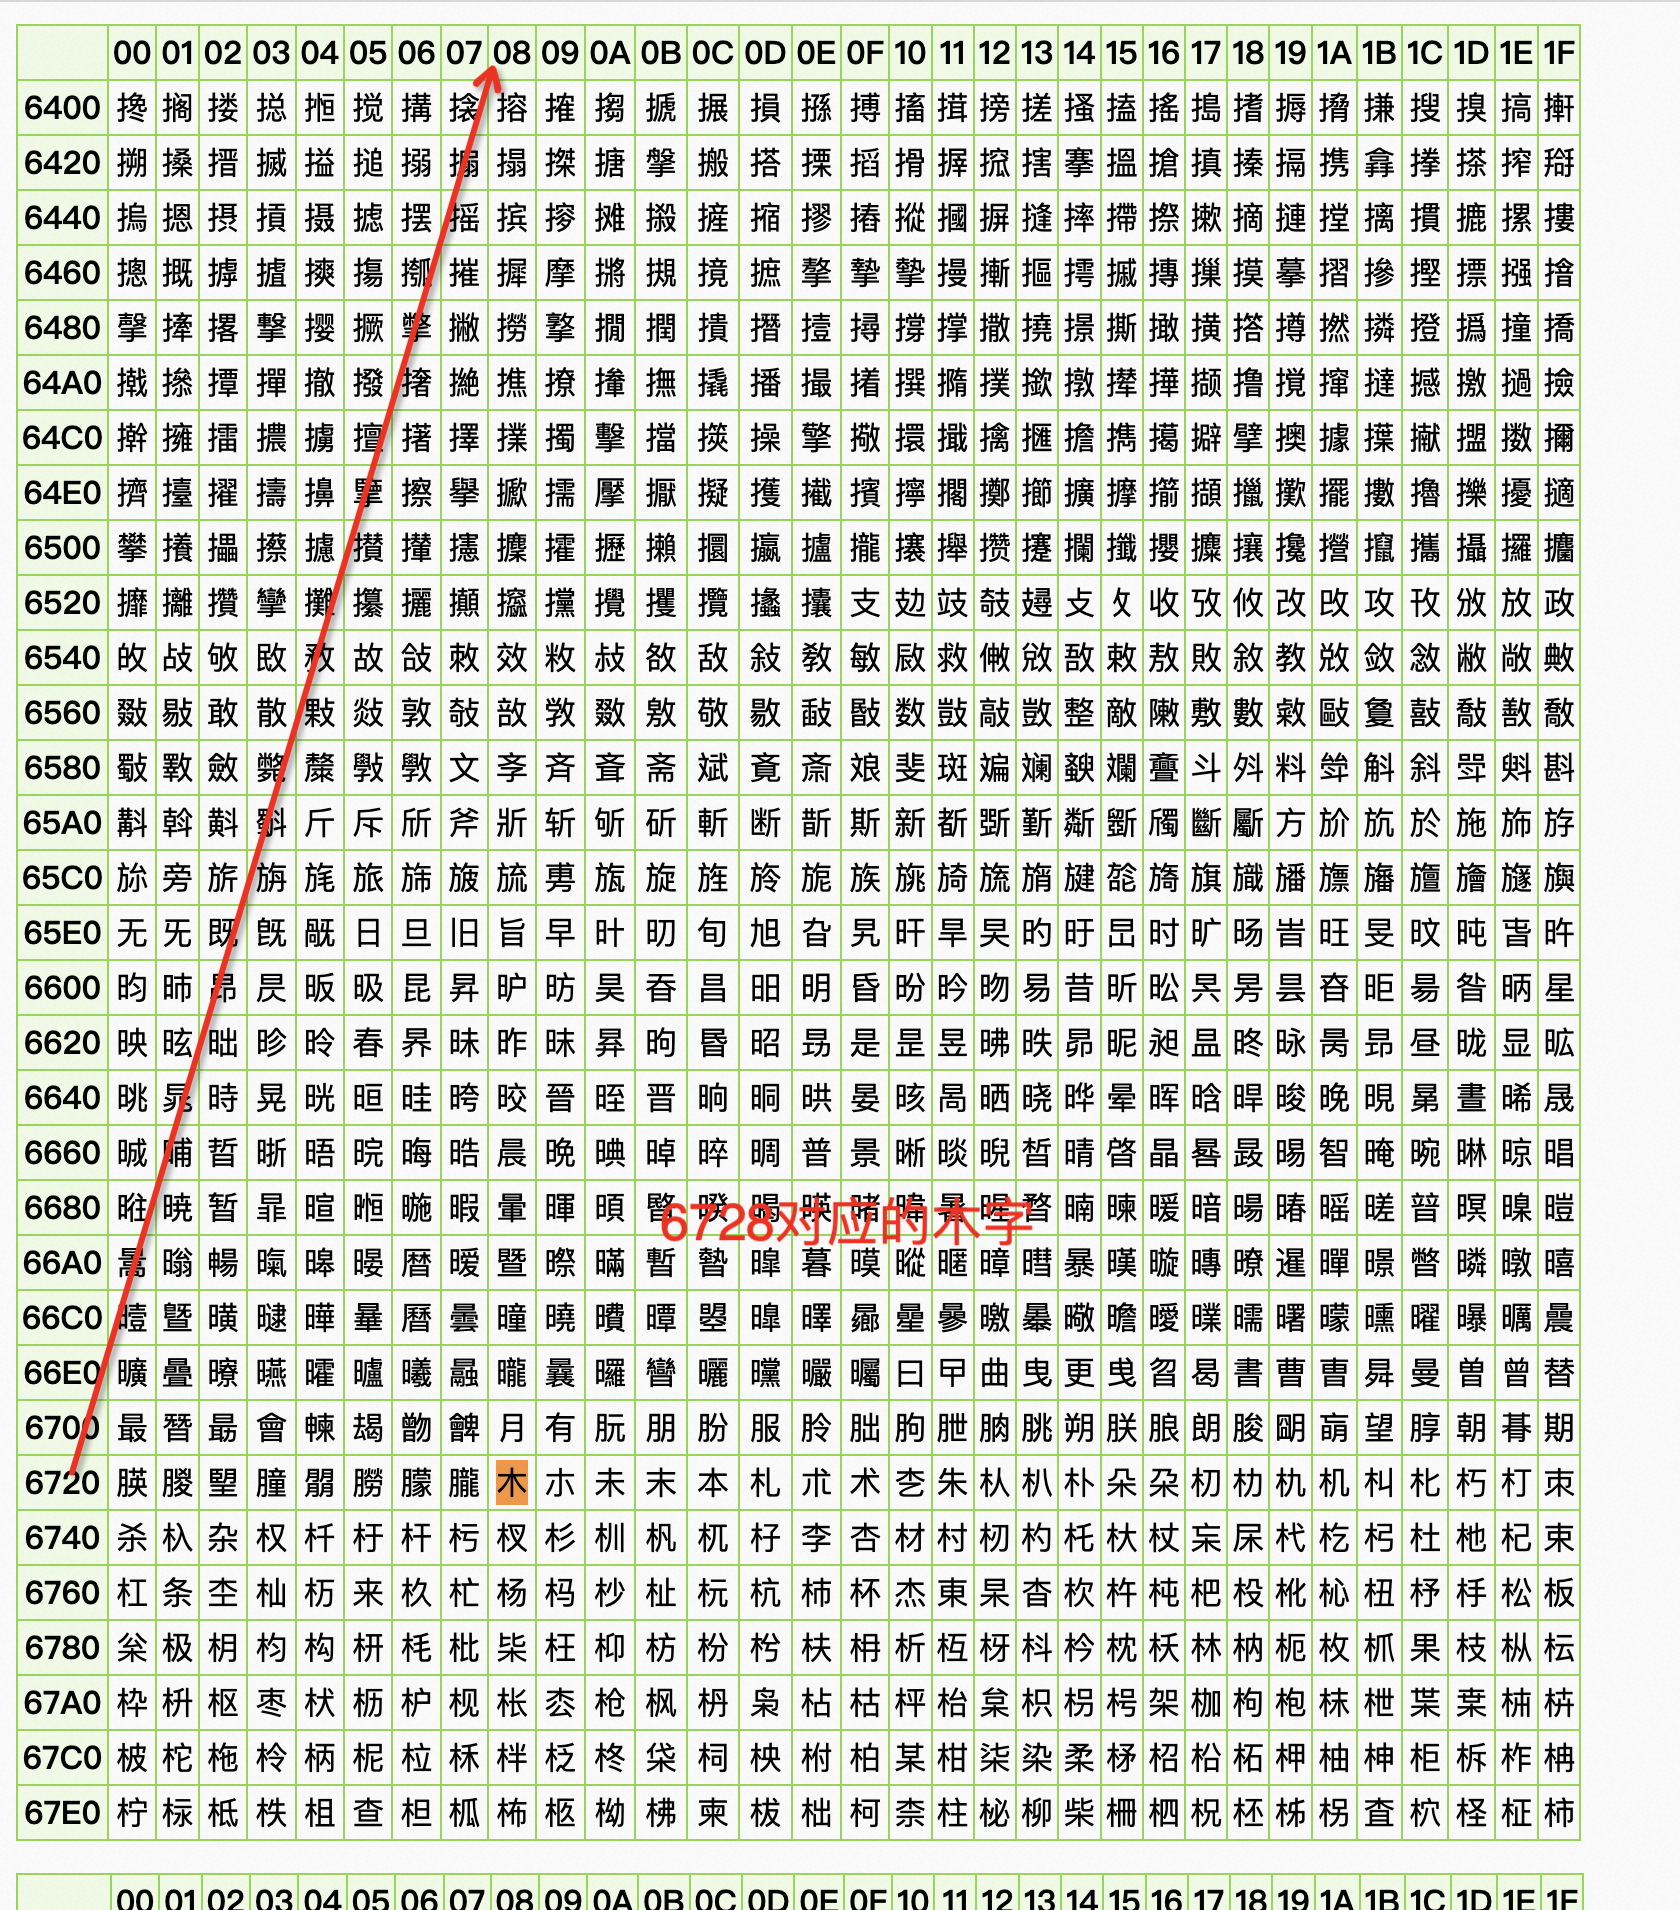 00 01 02 03 04 05 06 07 08 09 0A 0B 0C 0D 0E 0F 10 11 12 13 14 15 16 17 18 19 1A 1B 1C 1D 1E 1F
6400 搀 搁 搂 搃 搄 搅 搆 搇 搈 搉 搊 搋 搌 損 搎 搏 搐 搑 搒 搓 搔 搕 搖 搗 搘 搙 搚 搛 搜 搝 搞 搟
6420 搠 搡 搢 搣 搤 搥 搦 搧 搨 搩 搪 搫 搬 搭 搮 搯 搰 搱 搲 搳 搴 搵 搶 搷 搸 搹 携 搻 搼 搽 搾 搿
6440 摀 摁 摂 摃 摄 摅 摆 摇 摈 摉 摊 摋 摌 摍 摎 摏 摐 摑 摒 摓 摔 摕 摖 摗 摘 摙 摚 摛 摜 摝 摞 摟
6460 摠 摡 摢 摣 摤 摥 摦 摧 摨 摩 摪 摫 摬 摭 摮 摯 摰 摱 摲 摳 摴 摵 摶 摷 摸 摹 摺 摻 摼 摽 摾 摿
6480 撀 撁 撂 撃 撄 撅 撆 撇 撈 撉 撊 撋 撌 撍 撎 撏 撐 撑 撒 撓 撔 撕 撖 撗 撘 撙 撚 撛 撜 撝 撞 撟
64A0 撠 撡 撢 撣 撤 撥 撦 撧 撨 撩 撪 撫 撬 播 撮 撯 撰 撱 撲 撳 撴 撵 撶 撷 撸 撹 撺 撻 撼 撽 撾 撿
64C0 擀 擁 擂 擃 擄 擅 擆 擇 擈 擉 擊 擋 擌 操 擎 擏 擐 擑 擒 擓 擔 擕 擖 擗 擘 擙 據 擛 擜 擝 擞 擟
64E0 擠 擡 擢 擣 擤 擥 擦 擧 擨 擩 擪 擫 擬 擭 擮 擯 擰 擱 擲 擳 擴 擵 擶 擷 擸 擹 擺 擻 擼 擽 擾 擿
6500 攀 攁 攂 攃 攄 攅 攆 攇 攈 攉 攊 攋 攌 攍 攎 攏 攐 攑 攒 攓 攔 攕 攖 攗 攘 攙 攚 攛 攜 攝 攞 攟
6520 攠 攡 攢 攣 攤 攥 攦 攧 攨 攩 攪 攫 攬 攭 攮 支 攰 攱 攲 攳 攴 攵 收 攷 攸 改 攺 攻 攼 攽 放 政
6540 敀 敁 敂 敃 敄 故 敆 敇 效 敉 敊 敋 敌 敍 敎 敏 敐 救 敒 敓 敔 敕 敖 敗 敘 教 敚 敛 敜 敝 敞 敟
6560 敠 敡 敢 散 敤 敥 敦 敧 敨 敩 敪 敫 敬 敭 敮 敯 数 敱 敲 敳 整 敵 敶 敷 數 敹 敺 敻 敼 敽 敾 敿
6580 斀 斁 斂 斃 斄 斅 斆 文 斈 斉 斊 斋 斌 斍 斎 斏 斐 斑 斒 斓 斔 斕 斖 斗 斘 料 斚 斛 斜 斝 斞 斟
65A0 斠 斡 斢 斣 斤 斥 斦 斧 斨 斩 斪 斫 斬 断 斮 斯 新 斱 斲 斳 斴 斵 斶 斷 斸 方 斺 斻 於 施 斾 斿
65C0 旀 旁 旂 旃 旄 旅 旆 旇 旈 旉 旊 旋 旌 旍 旎 族 旐 旑 旒 旓 旔 旕 旖 旗 旘 旙 旚 旛 旜 旝 旞 旟
65E0 无 旡 既 旣 旤 日 旦 旧 旨 早 旪 旫 旬 旭 旮 旯 旰 旱 旲 旳 旴 旵 时 旷 旸 旹 旺 旻 旼 旽 旾 旿
6600 昀 昁 昂 昃 昄 昅 昆 昇 昈 昉 昊 昋 昌 昍 明 昏 昐 昑 昒 易 昔 昕 昖 昗 昘 昙 昚 昛 昜 昝 昞 星
6620 映 昡 昢 昣 昤 春 昦 昧 昨 昩 昪 昫 昬 昭 昮 是 昰 昱 昲 昳 昴 昵 昶 昷 昸 昹 昺 昻 昼 昽 显 昿
6640 晀 晁 時 晃 晄 晅 晆 晇 晈 晉 晊 晋 晌 晍 晎 晏 晐 晑 晒 晓 晔 晕 晖 晗 晘 晙 晚 晛 晜 晝 晞 晟
6660 晠 晡 晢 晣 晤 晥 晦 晧 晨 晩 晪 晫 晬 晭 普 景 晰 晱 晲 晳 晴 晵 晶 晷 晸 晹 智 晻 晼 晽 晾 晿
6680 暀 暁 暂 暃 暄 暅 暆 暇 暈 暉 暊 暋 暌 暍 暎 暏 暐 暑 暒 暓 暔 暕 暖 暗 暘 暙 暚 暛 暜 暝 暞 暟
6728对应的木字
66A0 暠 暡 暢 暣 暤 暥 暦 暧 暨 暩 暪 暫 暬 暭 暮 暯 暰 暱 暲 暳 暴 暵 暶 暷 暸 暹 暺 暻 暼 暽 暾 暿
66C0 曀 曁 曂 曃 曄 曅 曆 曇 曈 曉 曊 曋 曌 曍 曎 曏 曐 曑 曒 曓 曔 曕 曖 曗 曘 曙 曚 曛 曜 曝 曞 曟
66E0 曠 曡 曢 曣 曤 曥 曦 曧 曨 曩 曪 曫 曬 曭 曮 曯 曰 曱 曲 曳 更 曵 曶 曷 書 曹 曺 曻 曼 曽 曾 替
6700 最 朁 朂 會 朄 朅 朆 朇 月 有 朊 朋 朌 服 朎 朏 朐 朑 朒 朓 朔 朕 朖 朗 朘 朙 朚 望 朜 朝 朞 期
6720 朠 朡 朢 朣 朤 朥 朦 朧 木 朩 未 末 本 札 朮 术 朰 朱 朲 朳 朴 朵 朶 朷 朸 朹 机 朻 朼 朽 朾 朿
6740 杀 杁 杂 权 杄 杅 杆 杇 杈 杉 杊 杋 杌 杍 李 杏 材 村 杒 杓 杔 杕 杖 杗 杘 杙 杚 杛 杜 杝 杞 束
6760 杠 条 杢 杣 杤 来 杦 杧 杨 杩 杪 杫 杬 杭 杮 杯 杰 東 杲 杳 杴 杵 杶 杷 杸 杹 杺 杻 杼 杽 松 板
6780 枀 极 枂 枃 构 枅 枆 枇 枈 枉 枊 枋 枌 枍 枎 枏 析 枑 枒 枓 枔 枕 枖 林 枘 枙 枚 枛 果 枝 枞 枟
67A0 枠 枡 枢 枣 枤 枥 枦 枧 枨 枩 枪 枫 枬 枭 枮 枯 枰 枱 枲 枳 枴 枵 架 枷 枸 枹 枺 枻 枼 枽 枾 枿
67C0 柀 柁 柂 柃 柄 柅 柆 柇 柈 柉 柊 柋 柌 柍 柎 柏 某 柑 柒 染 柔 柕 柖 柗 柘 柙 柚 柛 柜 柝 柞 柟
67E0 柠 柡 柢 柣 柤 查 柦 柧 柨 柩 柪 柫 柬 柭 柮 柯 柰 柱 柲 柳 柴 柵 柶 柷 柸 柹 柺 査 柼 柽 柾 柿
00 01 02 03 04 05 06 07 08 09 0A 0B 0C 0D 0E 0F 10 11 12 13 14 15 16 17 18 19 1A 1B 1C 1D 1E 1F